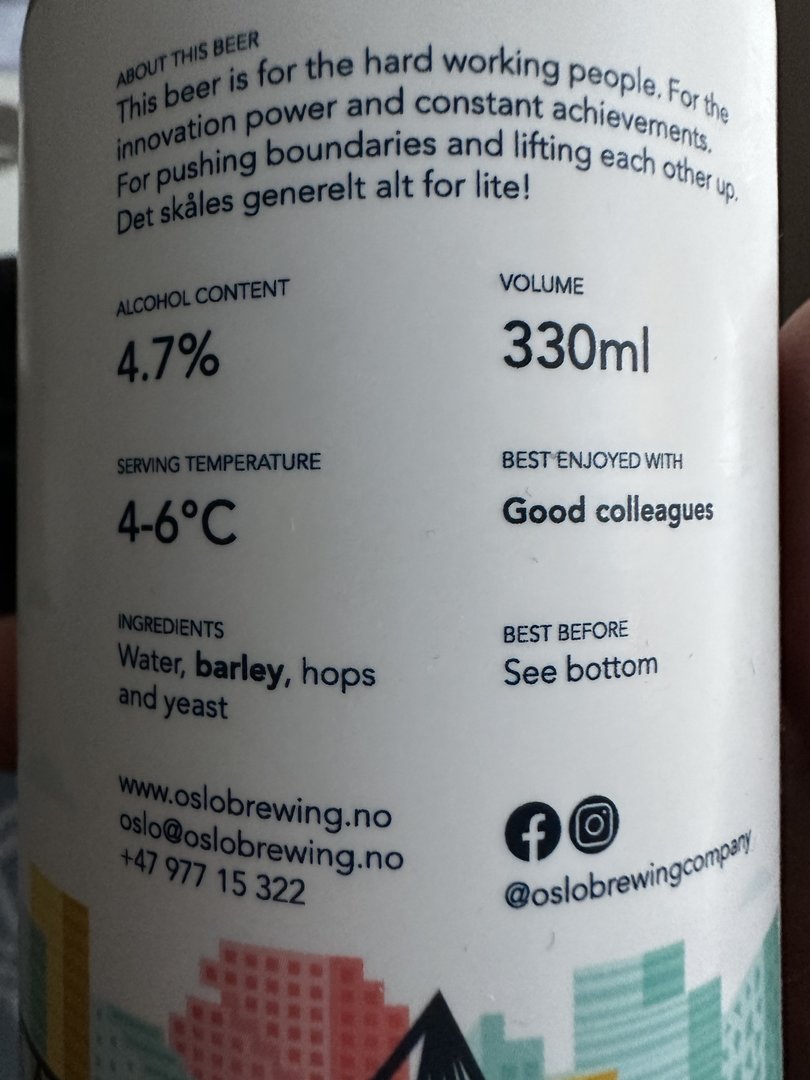 ABOUT THIS BEER
This beer is for the hard working people. For the
innovation power and constant achievements.
For pushing boundaries and lifting each other up.
Det skåles generelt alt for lite!
ALCOHOL CONTENT
4.7%
VOLUME
330ml
SERVING TEMPERATURE
4-6°C
BEST ENJOYED WITH
Good colleagues
INGREDIENTS
Water, barley, hops
and yeast
BEST BEFORE
See bottom
www.oslobrewing.no
oslo@oslobrewing.no
+47 977 15 322
@oslobrewingcompany